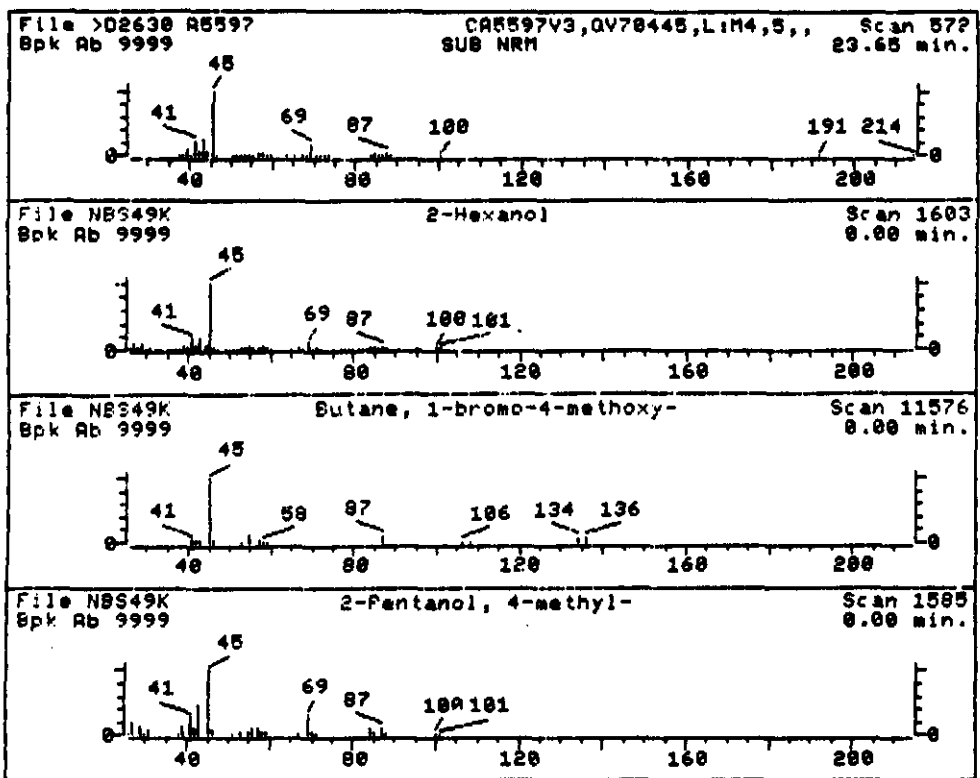 File >D2630 A5597 CA5597V3,QV70445,L:M4,5,, Scan 572
Bpk Ab 9999 SUB NRM 23.65 min.
45
41 69 87 100 191 214
0 0
40 80 120 160 200
File NBS49K 2-Hexanol Scan 1603
Bpk Ab 9999 0.00 min.
45
41 69 87 100 101
0 0
40 80 120 160 200
File NBS49K Butane, 1-bromo-4-methoxy- Scan 11576
Bpk Ab 9999 0.00 min.
45
41 58 87 106 134 136
0 0
40 80 120 160 200
File NBS49K 2-Pentanol, 4-methyl- Scan 1585
Bpk Ab 9999 0.00 min.
45
41 69 87 100 101
0 0
40 80 120 160 200